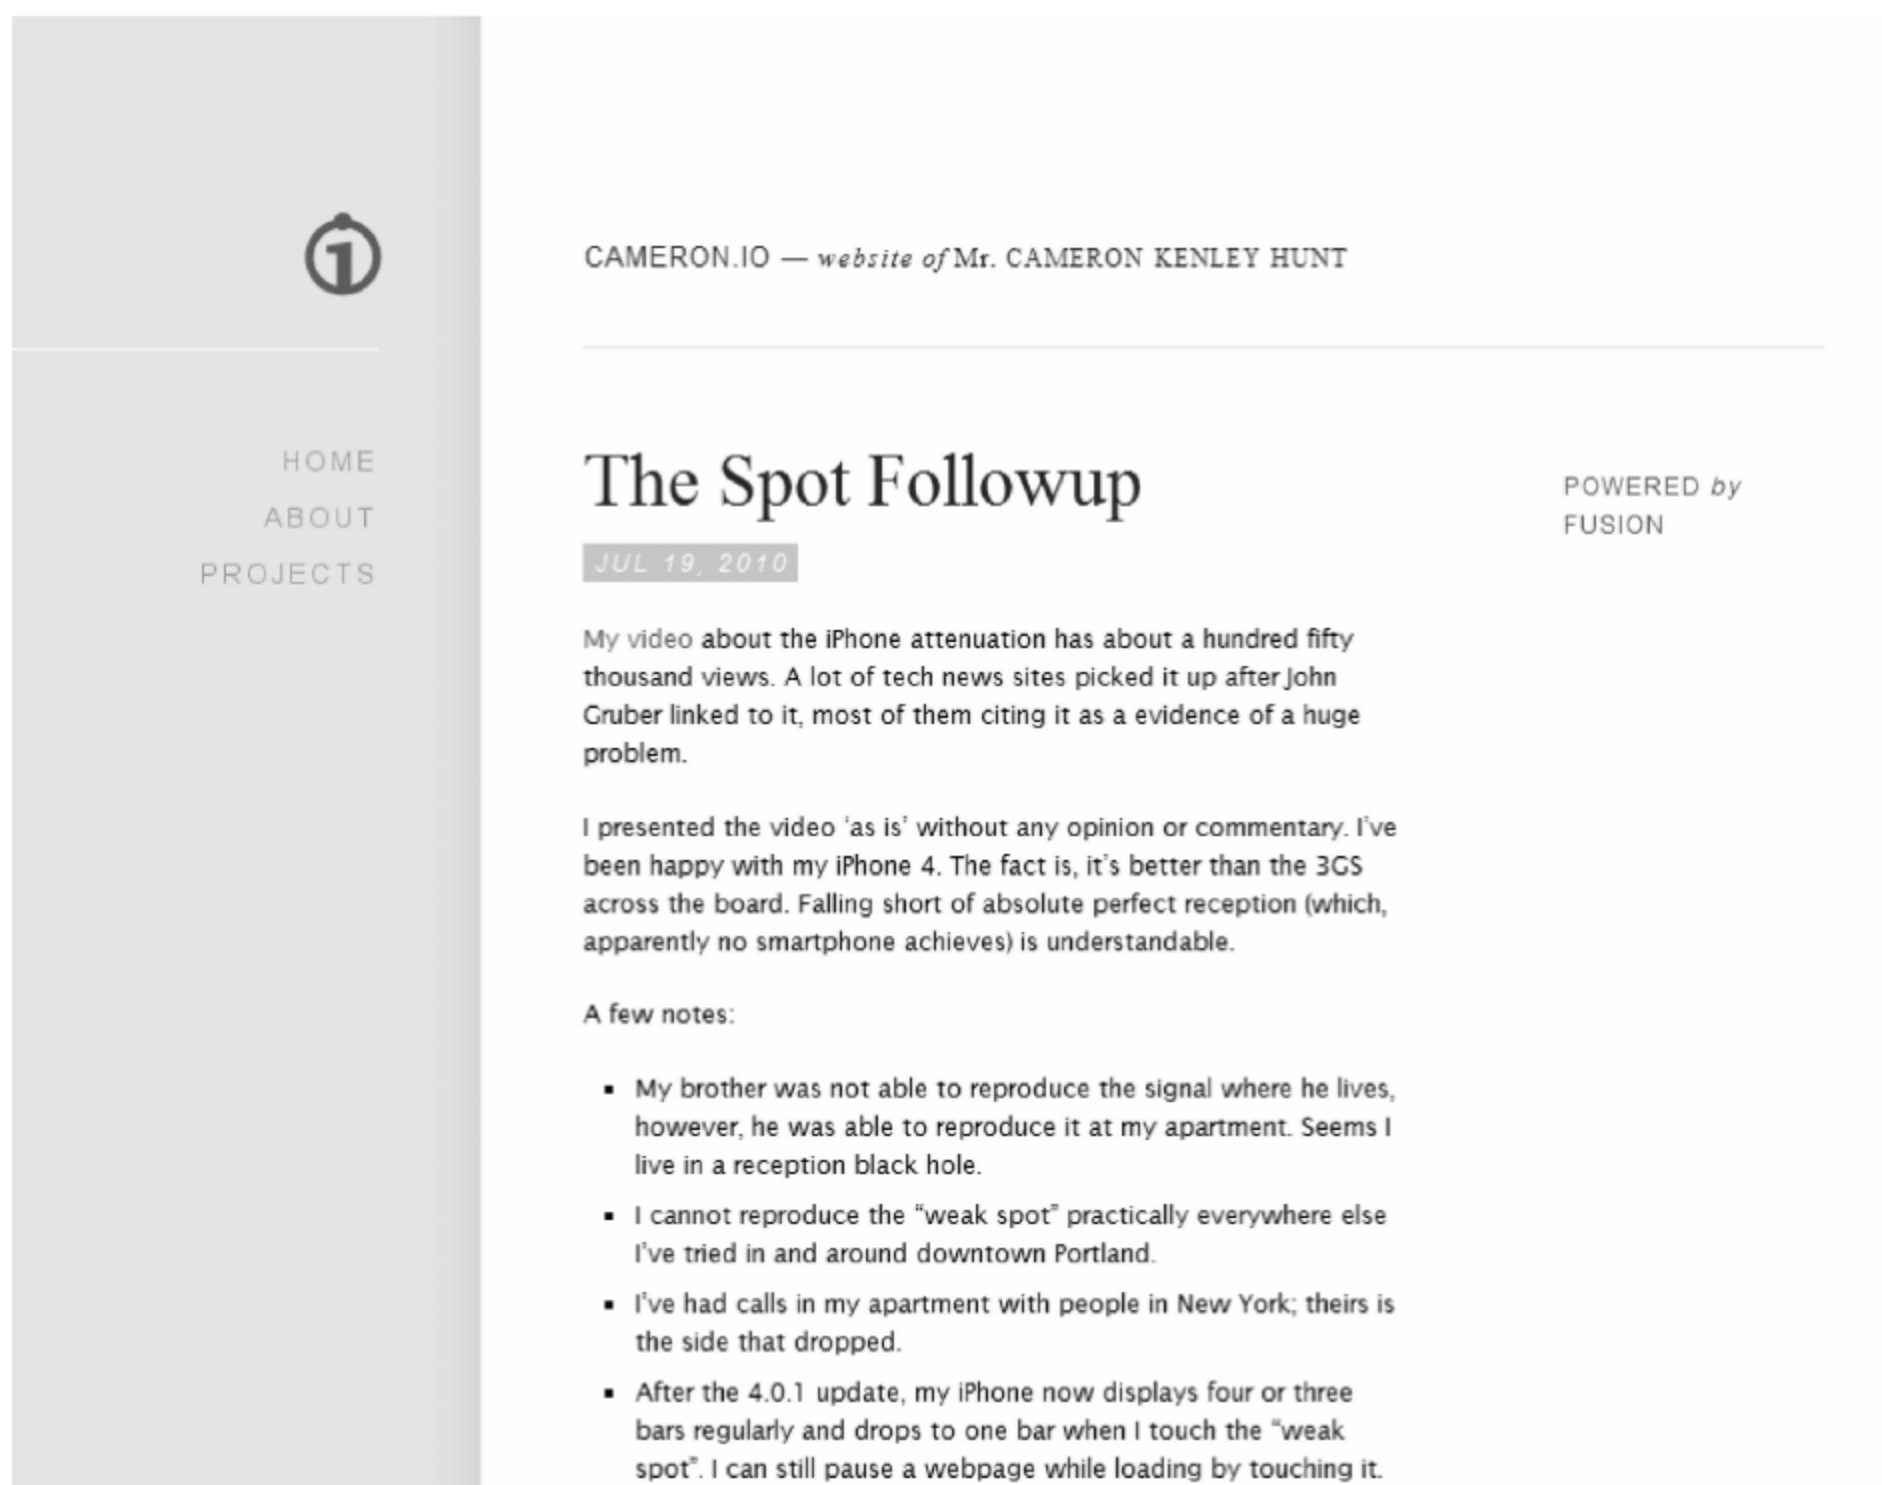 CAMERON.IO — website of Mr. CAMERON KENLEY HUNT
HOME
ABOUT
PROJECTS
The Spot Followup
JUL 19, 2010
My video about the iPhone attenuation has about a hundred fifty
thousand views. A lot of tech news sites picked it up after John
Gruber linked to it, most of them citing it as a evidence of a huge
problem.
I presented the video ‘as is’ without any opinion or commentary. I’ve
been happy with my iPhone 4. The fact is, it’s better than the 3GS
across the board. Falling short of absolute perfect reception (which,
apparently no smartphone achieves) is understandable.
A few notes:
▪ My brother was not able to reproduce the signal where he lives,
however, he was able to reproduce it at my apartment. Seems I
live in a reception black hole.
▪ I cannot reproduce the “weak spot” practically everywhere else
I’ve tried in and around downtown Portland.
▪ I’ve had calls in my apartment with people in New York; theirs is
the side that dropped.
▪ After the 4.0.1 update, my iPhone now displays four or three
bars regularly and drops to one bar when I touch the “weak
spot”. I can still pause a webpage while loading by touching it.
POWERED by
FUSION